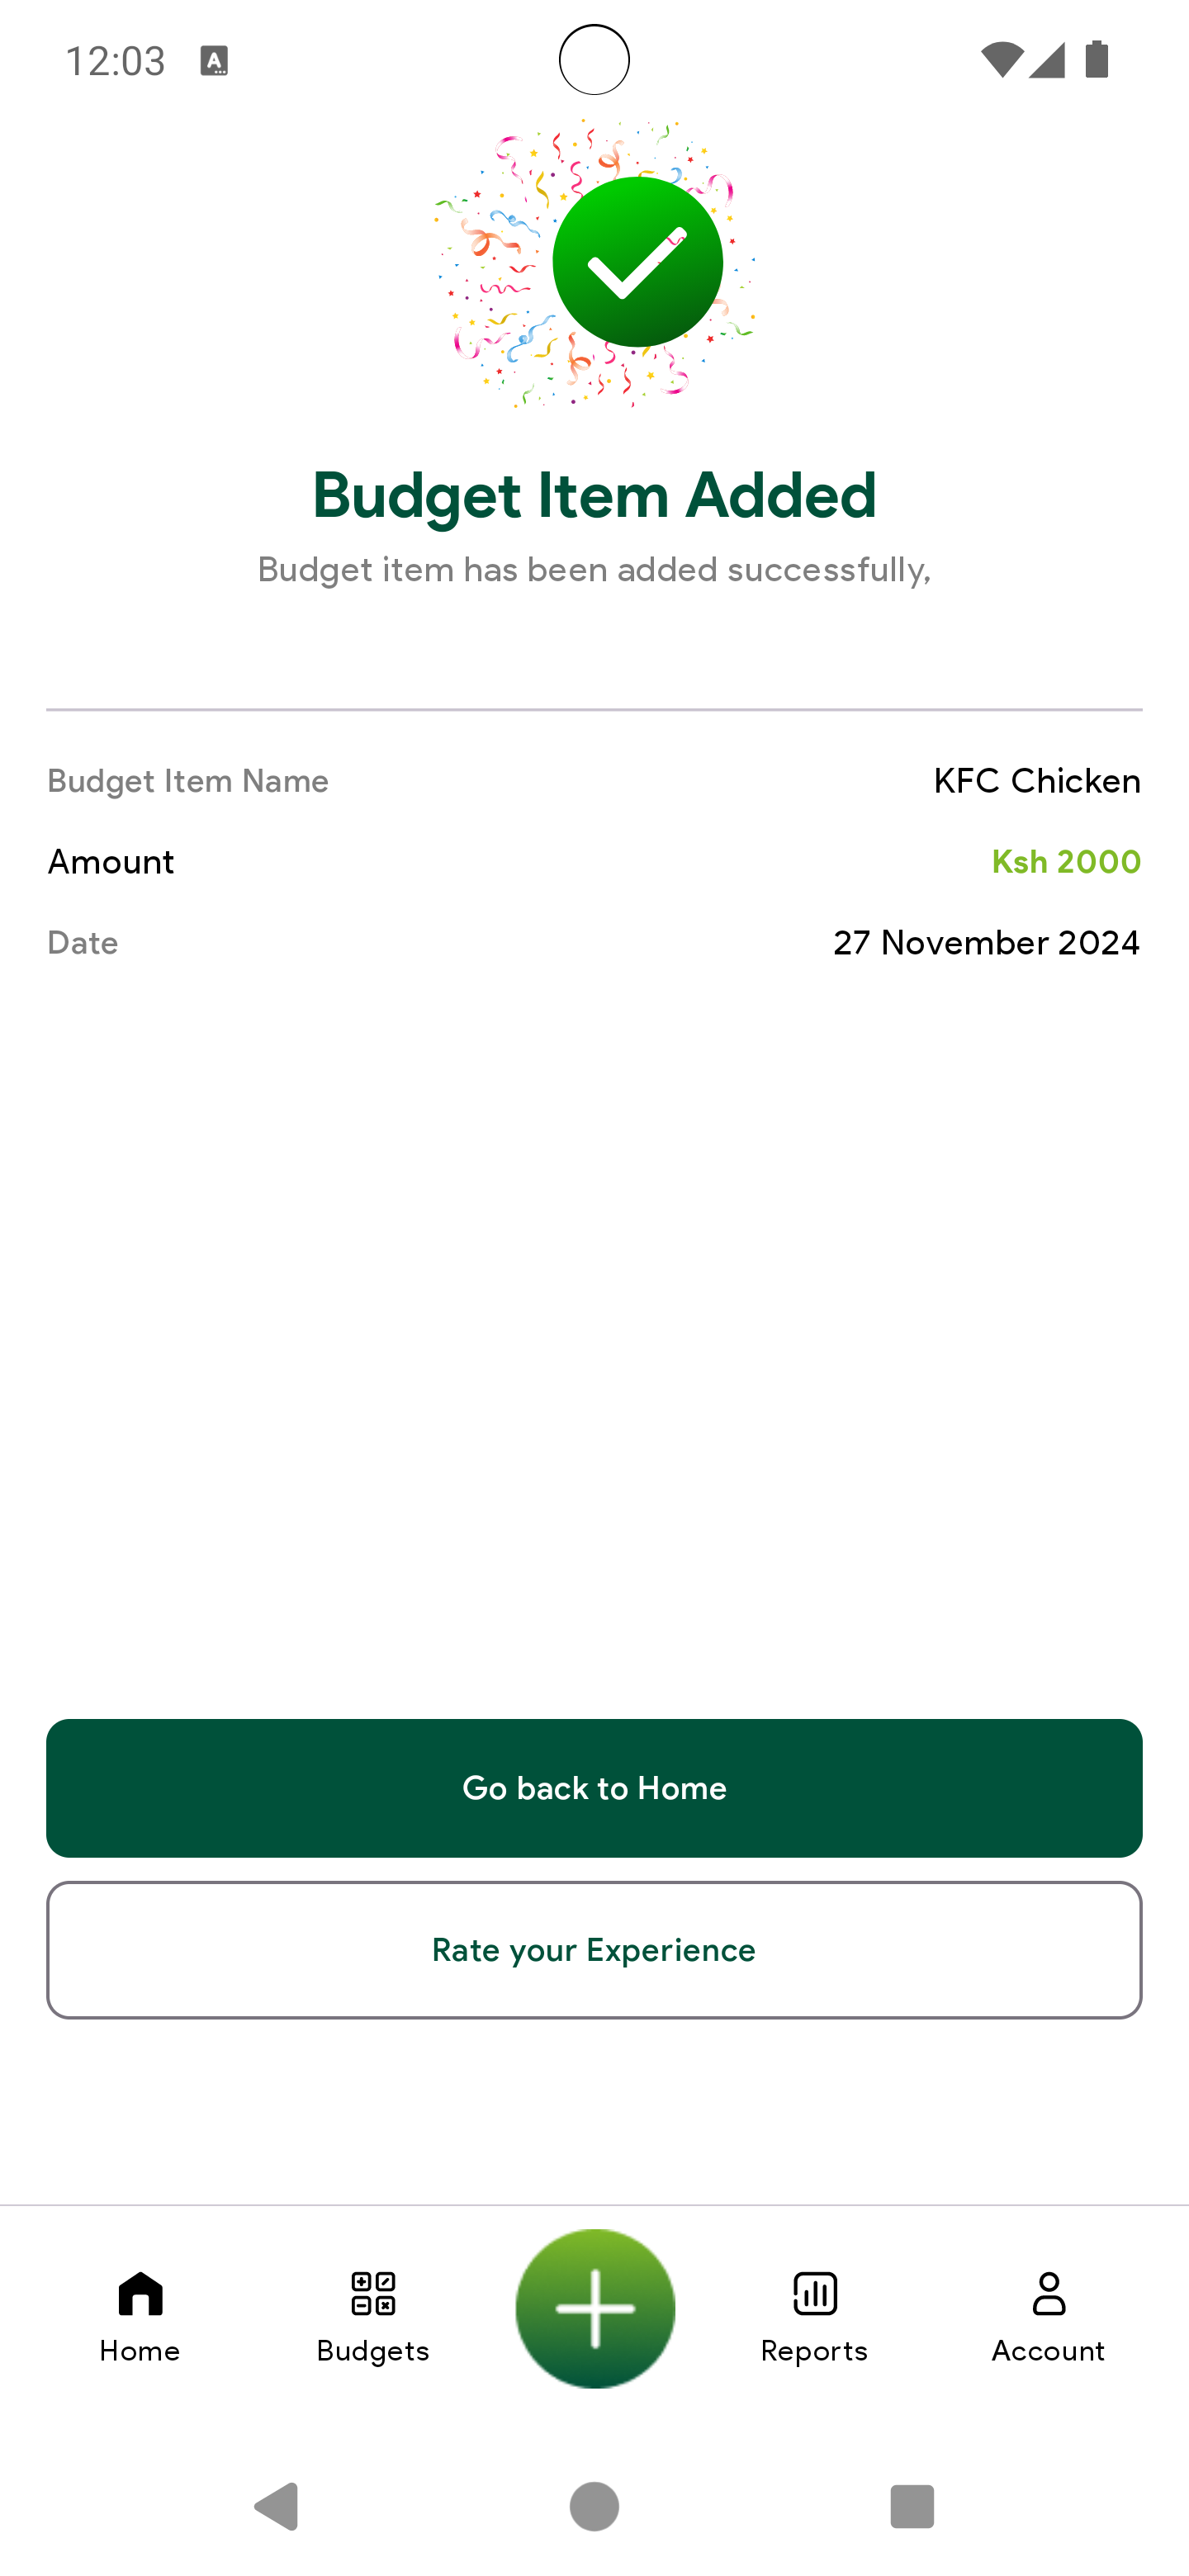 12:03
Budget Item Added
Budget item has been added successfully,
Budget Item Name KFC Chicken
Amount Ksh 2000
Date 27 November 2024
Go back to Home
Rate your Experience
Home Budgets Reports Account